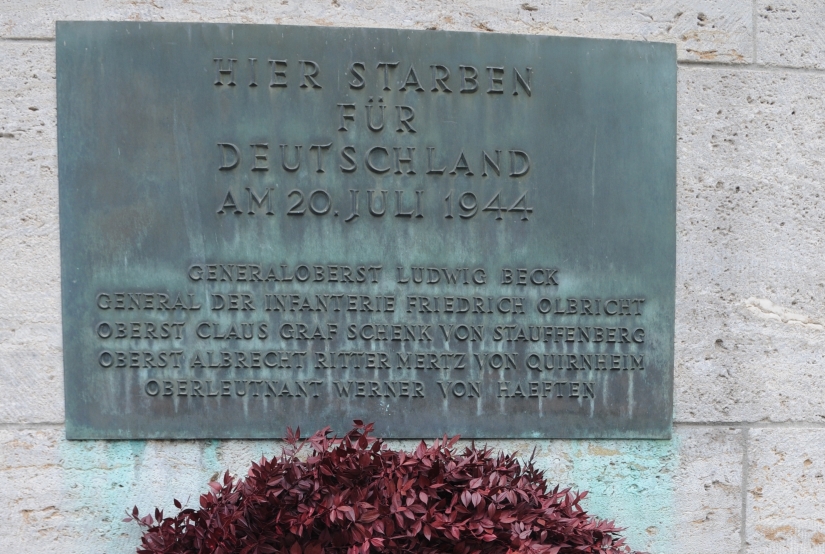 HIER STARBEN
FÜR
DEUTSCHLAND
AM 20. JULI 1944
GENERALOBERST LUDWIG BECK
GENERAL DER INFANTERIE FRIEDRICH OLBRICHT
OBERST CLAUS GRAF SCHENK VON STAUFFENBERG
OBERST ALBRECHT RITTER MERTZ VON QUIRNHEIM
OBERLEUTNANT WERNER VON HAEFTEN